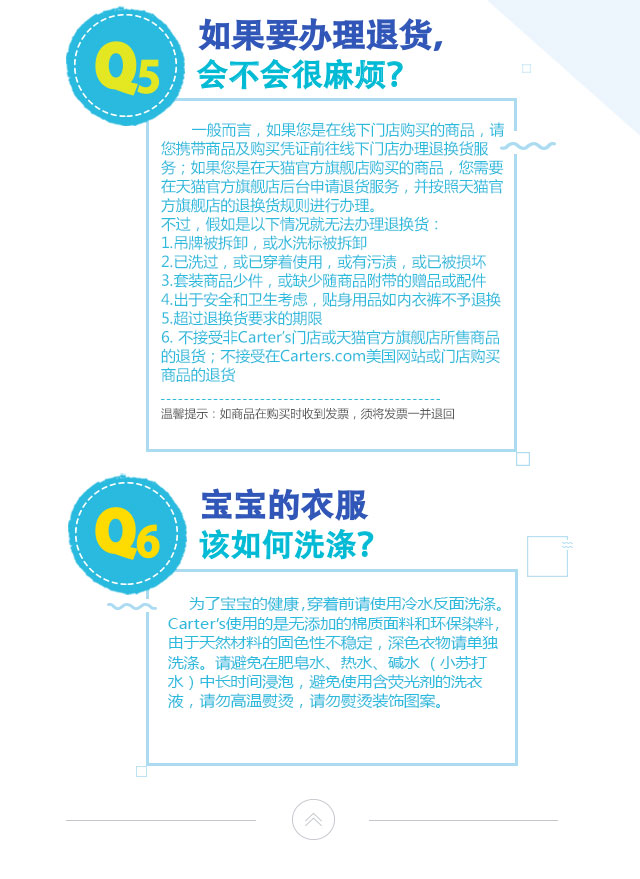 Q5
如果要办理退货,
会不会很麻烦?
一般而言，如果您是在线下门店购买的商品，请
您携带商品及购买凭证前往线下门店办理退换货服
务；如果您是在天猫官方旗舰店购买的商品，您需要
在天猫官方旗舰店后台申请退货服务，并按照天猫官
方旗舰店的退换货规则进行办理。
不过，假如是以下情况就无法办理退换货：
1.吊牌被拆卸，或水洗标被拆卸
2.已洗过，或已穿着使用，或有污渍，或已被损坏
3.套装商品少件，或缺少随商品附带的赠品或配件
4.出于安全和卫生考虑，贴身用品如内衣裤不予退换
5.超过退换货要求的期限
6. 不接受非Carter's门店或天猫官方旗舰店所售商品
的退货；不接受在Carters.com美国网站或门店购买
商品的退货
温馨提示：如商品在购买时收到发票，须将发票一并退回
Q6
宝宝的衣服
该如何洗涤?
为了宝宝的健康,穿着前请使用冷水反面洗涤。
Carter's使用的是无添加的棉质面料和环保染料，
由于天然材料的固色性不稳定，深色衣物请单独
洗涤。请避免在肥皂水、热水、碱水（小苏打
水）中长时间浸泡，避免使用含荧光剂的洗衣
液，请勿高温熨烫，请勿熨烫装饰图案。